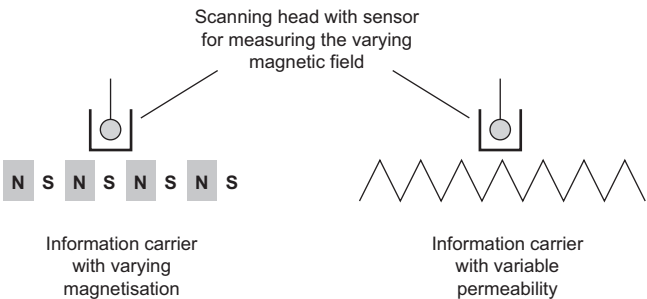 Scanning head with sensor
for measuring the varying
magnetic field
N S N S N S N S
Information carrier
with varying
magnetisation
Information carrier
with variable
permeability